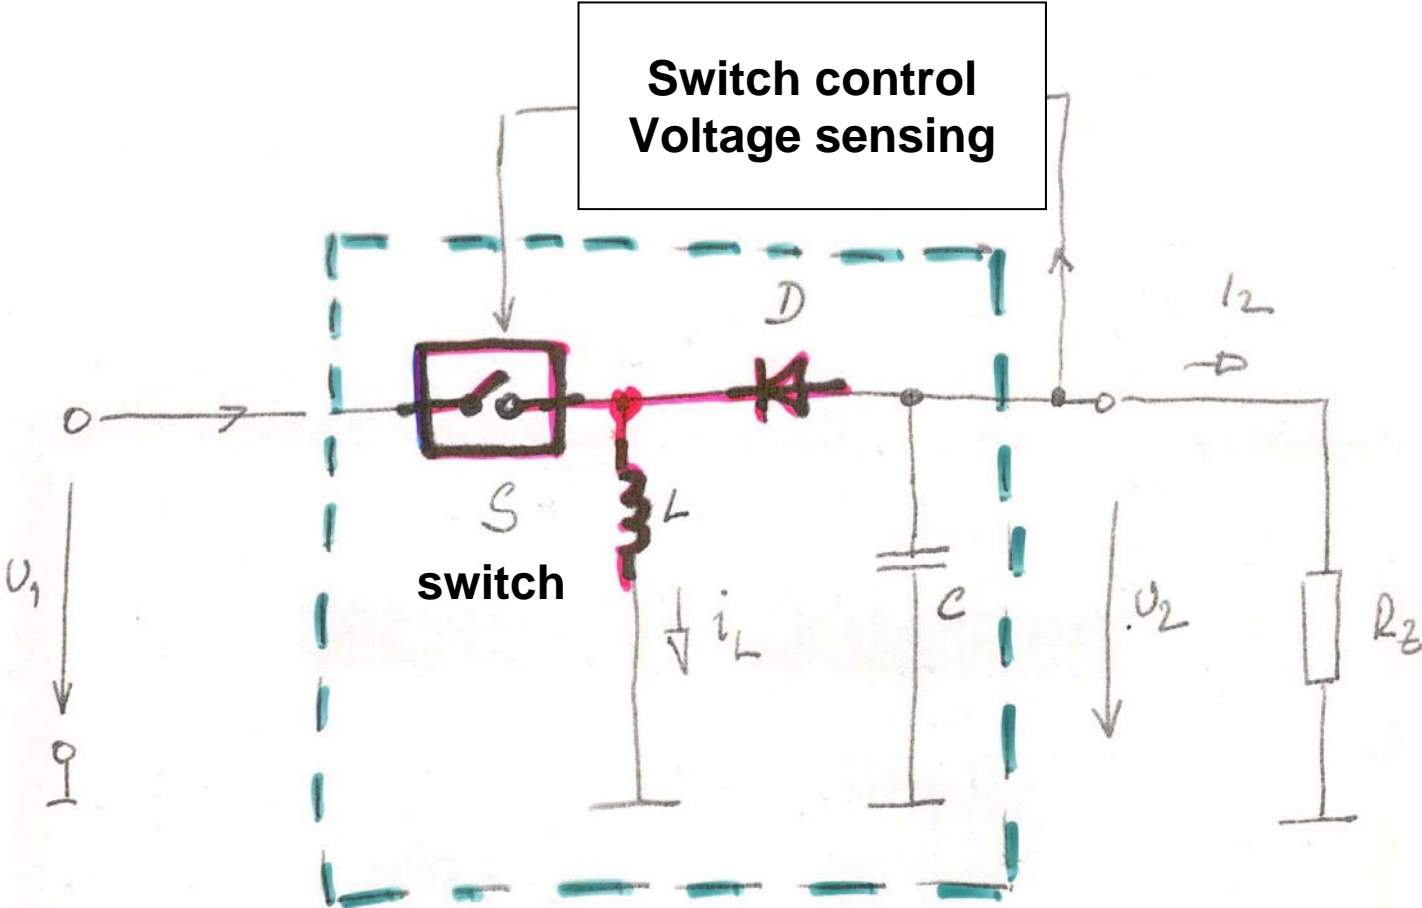 Switch control
Voltage sensing
D
I2
S
L
switch
U1
iL
C
U2
RZ